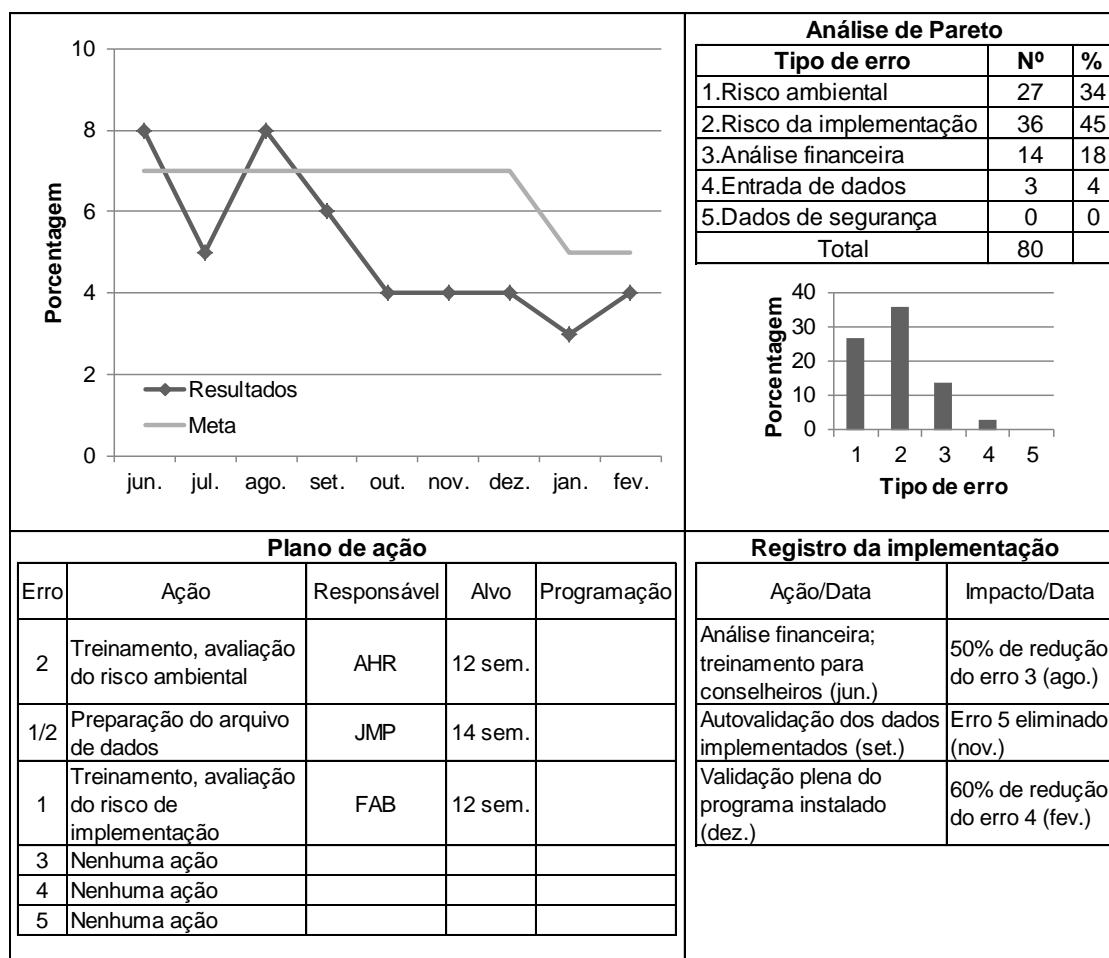 10
8
6
4
2
0
Porcentagem
Resultados
Meta
jun. jul. ago. set. out. nov. dez. jan. fev.
Análise de Pareto
Tipo de erro Nº %
1.Risco ambiental 27 34
2.Risco da implementação 36 45
3.Análise financeira 14 18
4.Entrada de dados 3 4
5.Dados de segurança 0 0
Total 80
40
30
20
10
0
Porcentagem
1 2 3 4 5
Tipo de erro
Plano de ação
Erro Ação Responsável Alvo Programação
2 Treinamento, avaliação do risco ambiental AHR 12 sem.
1/2 Preparação do arquivo de dados JMP 14 sem.
1 Treinamento, avaliação do risco de implementação FAB 12 sem.
3 Nenhuma ação
4 Nenhuma ação
5 Nenhuma ação
Registro da implementação
Ação/Data Impacto/Data
Análise financeira; treinamento para conselheiros (jun.) 50% de redução do erro 3 (ago.)
Autovalidação dos dados implementados (set.) Erro 5 eliminado (nov.)
Validação plena do programa instalado (dez.) 60% de redução do erro 4 (fev.)